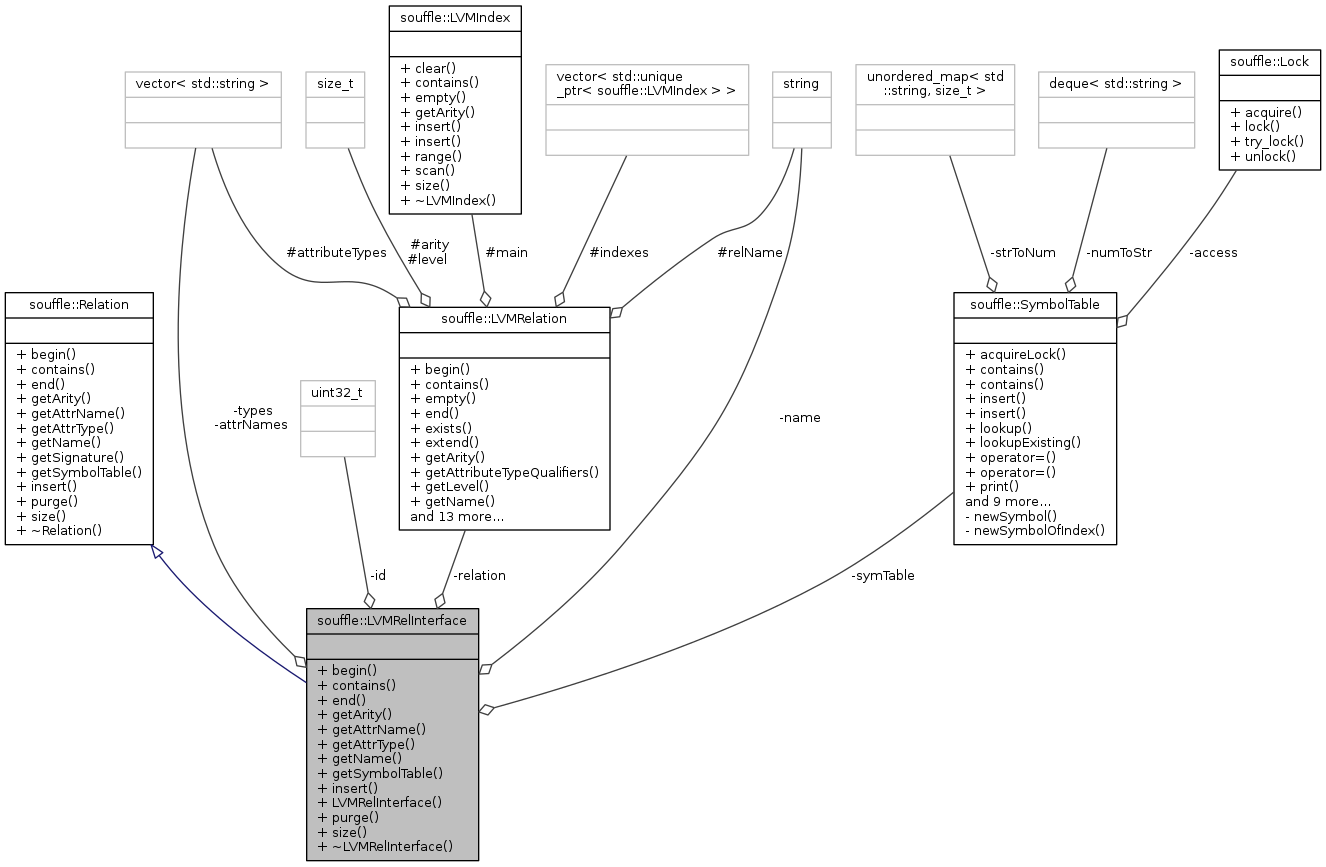 souffle::LVMIndex
+ clear()
+ contains()
+ empty()
+ getArity()
+ insert()
+ insert()
+ range()
+ scan()
+ size()
+ ~LVMIndex()
vector< std::string >
size_t
vector< std::unique
_ptr< souffle::LVMIndex > >
string
unordered_map< std
::string, size_t >
deque< std::string >
souffle::Lock
+ acquire()
+ lock()
+ try_lock()
+ unlock()
#attributeTypes
#arity
#level
#main
#indexes
#relName
-strToNum
-numToStr
-access
souffle::Relation
+ begin()
+ contains()
+ end()
+ getArity()
+ getAttrName()
+ getAttrType()
+ getName()
+ getSignature()
+ getSymbolTable()
+ insert()
+ purge()
+ size()
+ ~Relation()
souffle::LVMRelation
+ begin()
+ contains()
+ empty()
+ end()
+ exists()
+ extend()
+ getArity()
+ getAttributeTypeQualifiers()
+ getLevel()
+ getName()
and 13 more...
souffle::SymbolTable
+ acquireLock()
+ contains()
+ contains()
+ insert()
+ insert()
+ lookup()
+ lookupExisting()
+ operator=()
+ operator=()
+ print()
and 9 more...
- newSymbol()
- newSymbolOfIndex()
uint32_t
-types
-attrNames
-name
-id
-relation
-symTable
souffle::LVMRelInterface
+ begin()
+ contains()
+ end()
+ getArity()
+ getAttrName()
+ getAttrType()
+ getName()
+ getSymbolTable()
+ insert()
+ LVMRelInterface()
+ purge()
+ size()
+ ~LVMRelInterface()